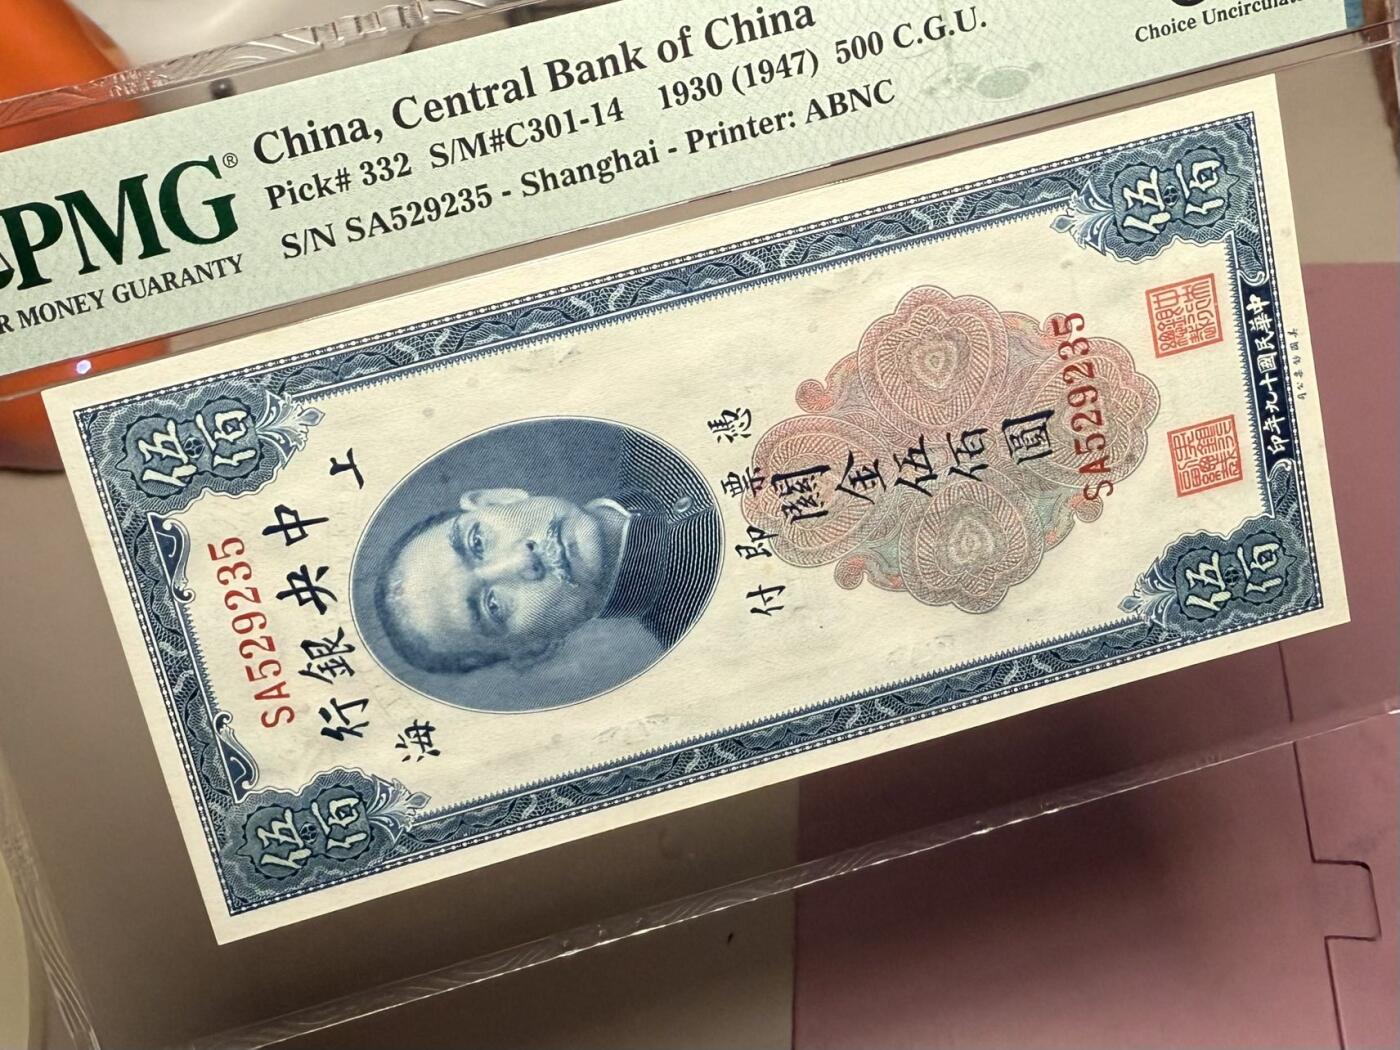 China, Central Bank of China
Pick# 332 S/M#C301-14 1930 (1947) 500 C.G.U.
S/N SA529235 - Shanghai - Printer: ABNC
PMG®
MONEY GUARANTY
Choice
伍佰
伍佰
SA529235
中央銀行
上海
憑票即付
關金伍佰圓
SA529235
中華民國十九年印
伍佰
伍佰